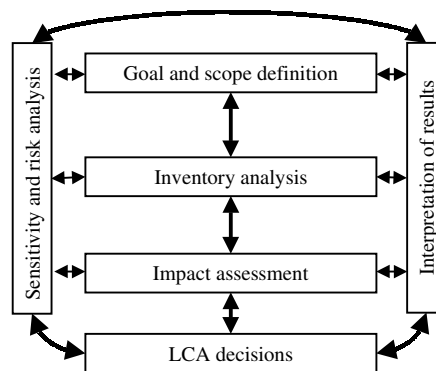 Sensitivity and risk analysis
Goal and scope definition
Inventory analysis
Impact assessment
LCA decisions
Interpretation of results